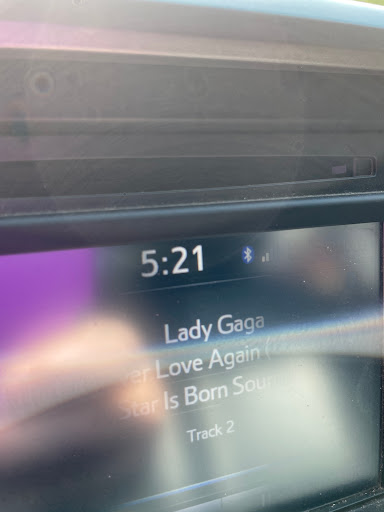 5:21
Lady Gaga
er Love Again (
Star Is Born Sou
Track 2